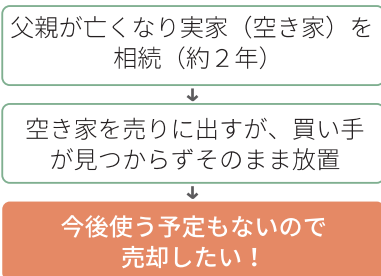 父親が亡くなり実家（空き家）を
相続（約２年）
空き家を売りに出すが、買い手
が見つからずそのまま放置
今後使う予定もないので
売却したい！